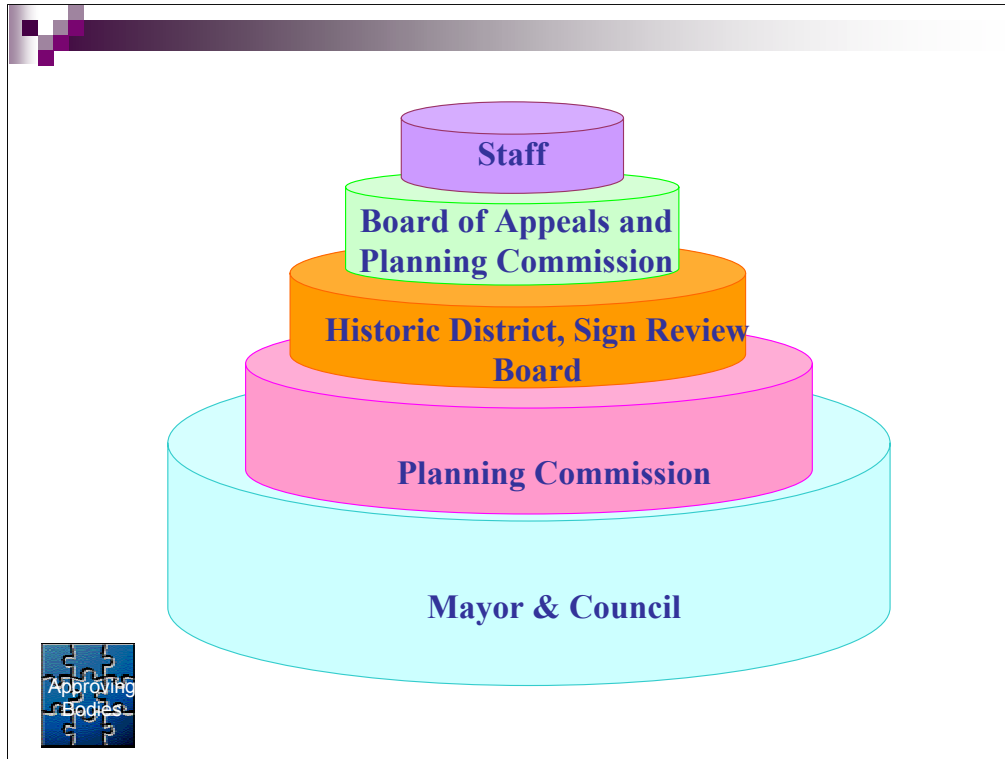 Staff
Board of Appeals and
Planning Commission
Historic District, Sign Review
Board
Planning Commission
Mayor & Council
Approving
Bodies